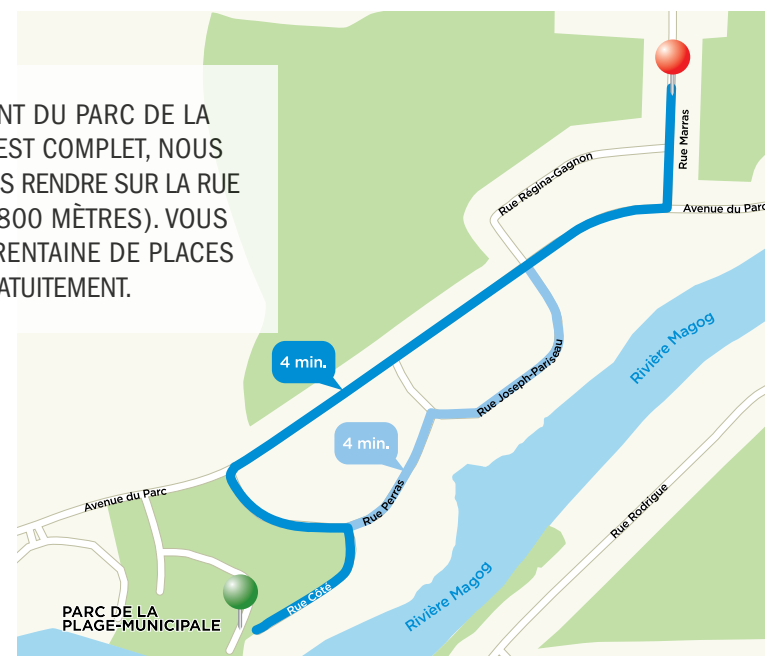 NT DU PARC DE LA
EST COMPLET, NOUS
S RENDRE SUR LA RUE
800 MÈTRES). VOUS
RENTAINE DE PLACES
ATUITEMENT.
Rue Marras
Rue Régina-Gagnon
Avenue du Parc
Rivière Magog
4 min.
Rue Joseph-Pariseau
4 min.
Avenue du Parc
Rue Perras
Rue Rodrigue
Rue Côté
Rivière Magog
PARC DE LA
PLAGE-MUNICIPALE